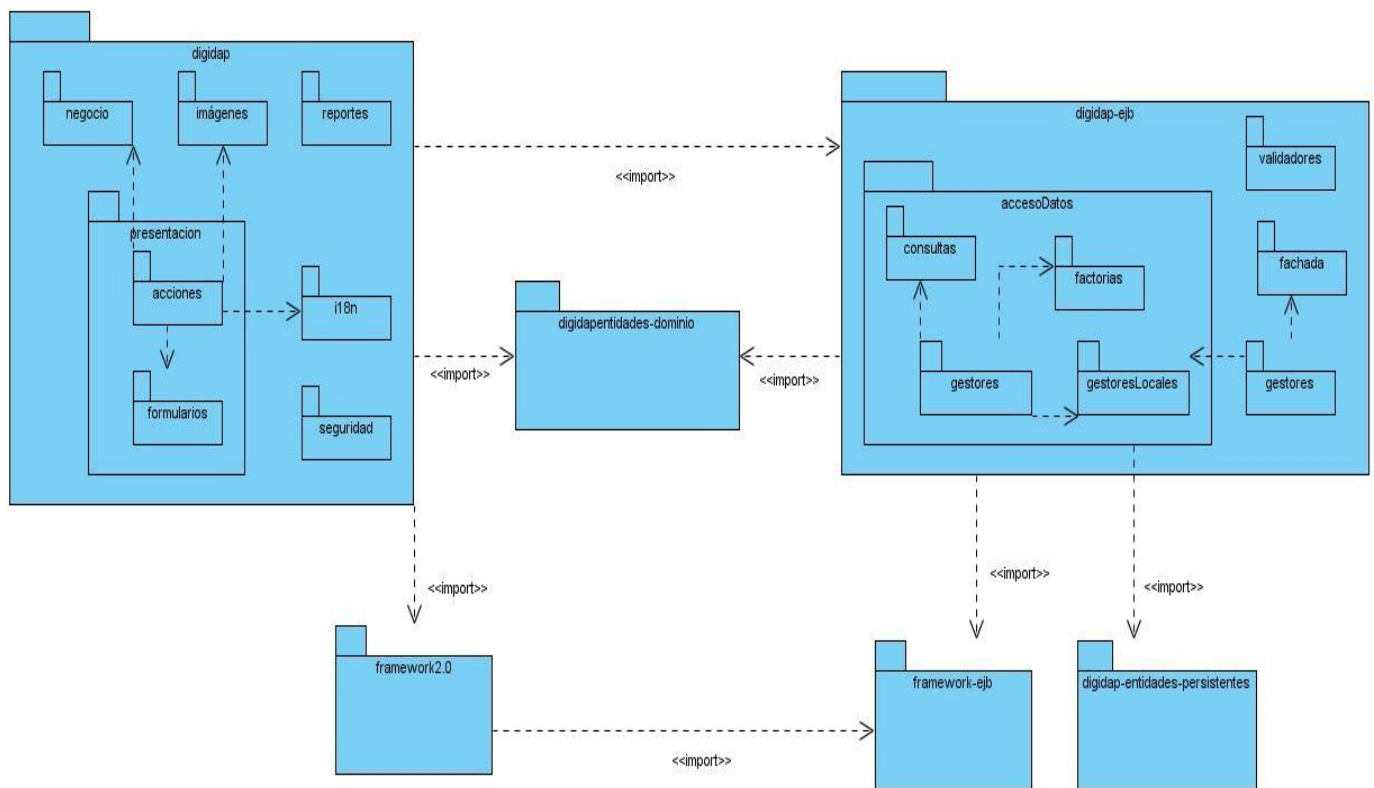 digidap
negocio
imágenes
reportes
presentacion
acciones
i18n
formularios
seguridad
<<import>>
digidap-ejb
validadores
accesoDatos
consultas
factorias
fachada
gestores
gestoresLocales
gestores
digidapentidades-dominio
<<import>>
<<import>>
<<import>>
<<import>>
<<import>>
framework2.0
framework-ejb
digidap-entidades-persistentes
<<import>>